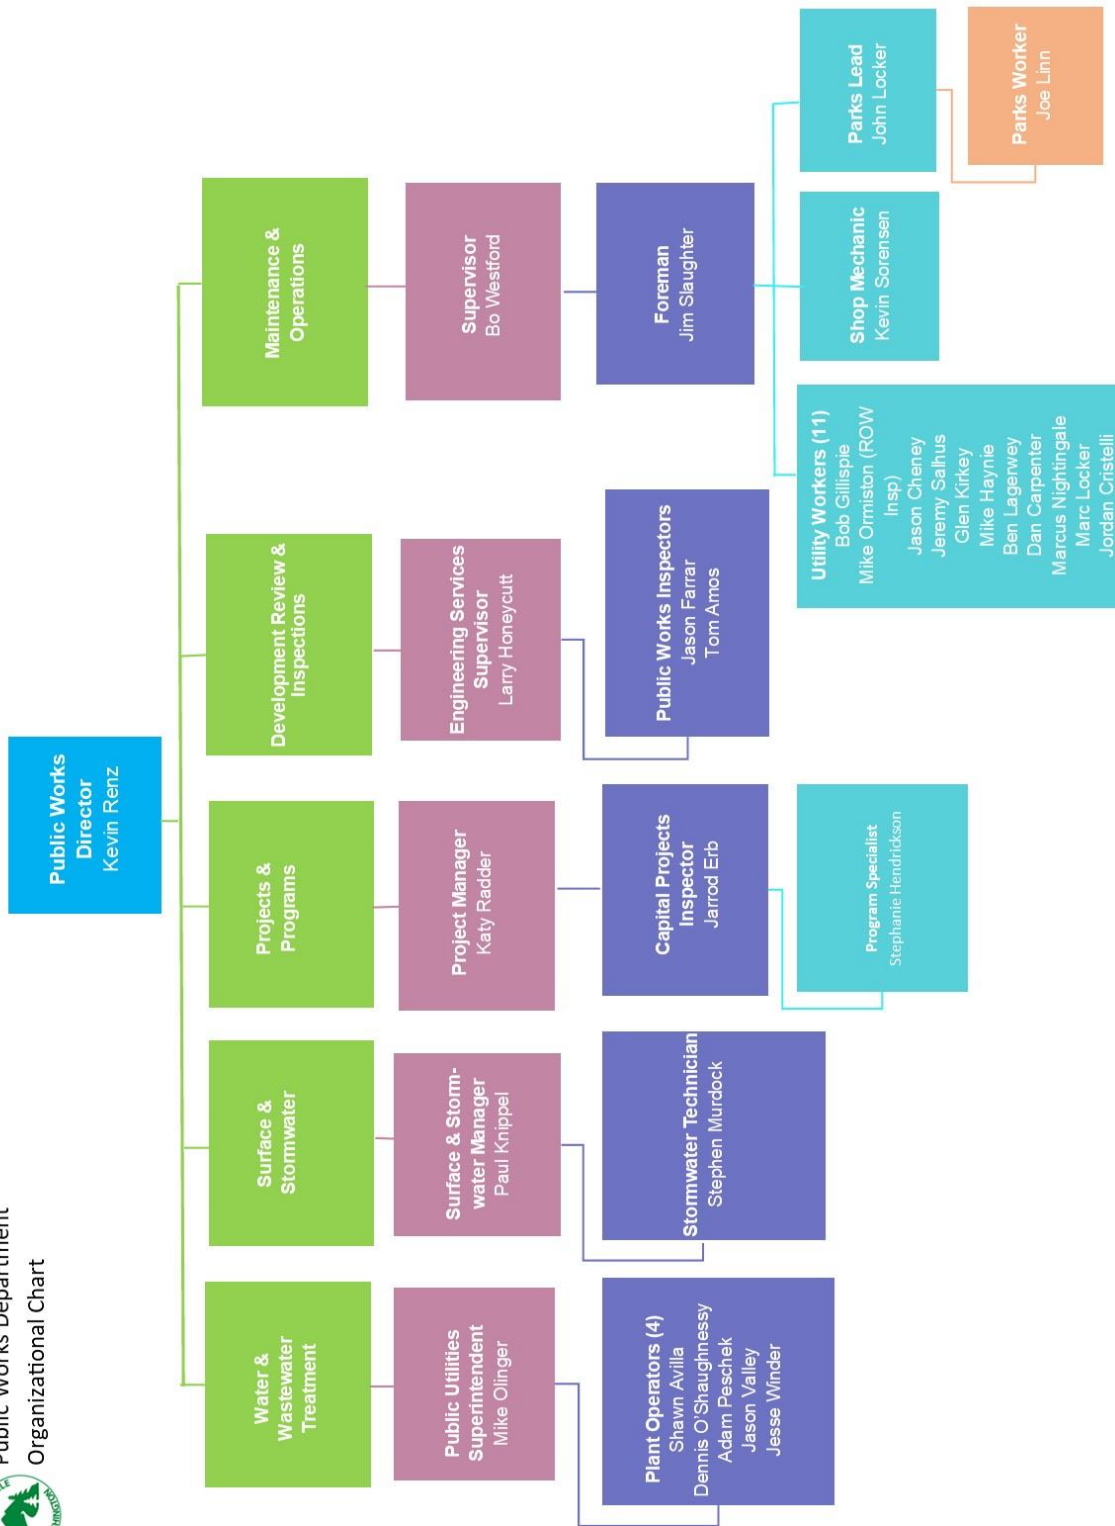 Public Works Department
Organizational Chart
Public Works
Director
Kevin Renz
Water &
Wastewater
Treatment
Public Utilities
Superintendent
Mike Olinger
Plant Operators (4)
Shawn Avilla
Dennis O'Shaughnessy
Adam Peschek
Jason Valley
Jesse Winder
Surface &
Stormwater
Surface & Storm-
water Manager
Paul Knippel
Stormwater Technician
Stephen Murdock
Projects &
Programs
Project Manager
Katy Radder
Capital Projects
Inspector
Jarrod Erb
Program Specialist
Stephanie Hendrickson
Development Review &
Inspections
Engineering Services
Supervisor
Larry Honeycutt
Public Works Inspectors
Jason Farrar
Tom Amos
Maintenance &
Operations
Supervisor
Bo Westford
Foreman
Jim Slaughter
Utility Workers (11)
Bob Gillispie
Mike Ormiston (ROW
Insp)
Jason Cheney
Jeremy Salhus
Glen Kirkey
Mike Haynie
Ben Lagerwey
Dan Carpenter
Marcus Nightingale
Marc Locker
Jordan Cristelli
Shop Mechanic
Kevin Sorensen
Parks Lead
John Locker
Parks Worker
Joe Linn